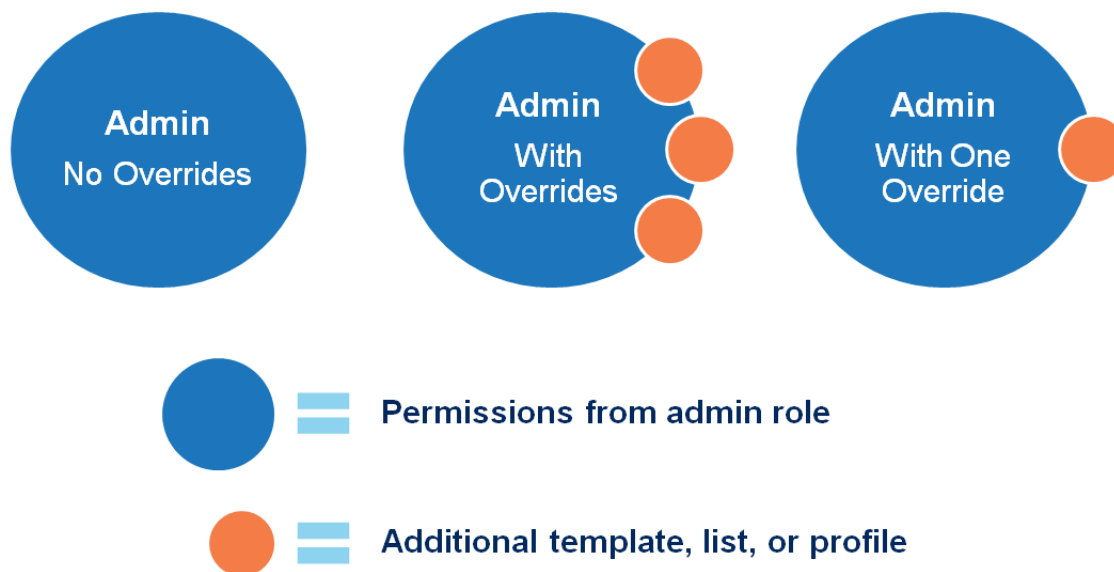 Admin
No Overrides
Admin
With
Overrides
Admin
With One
Override
Permissions from admin role
Additional template, list, or profile